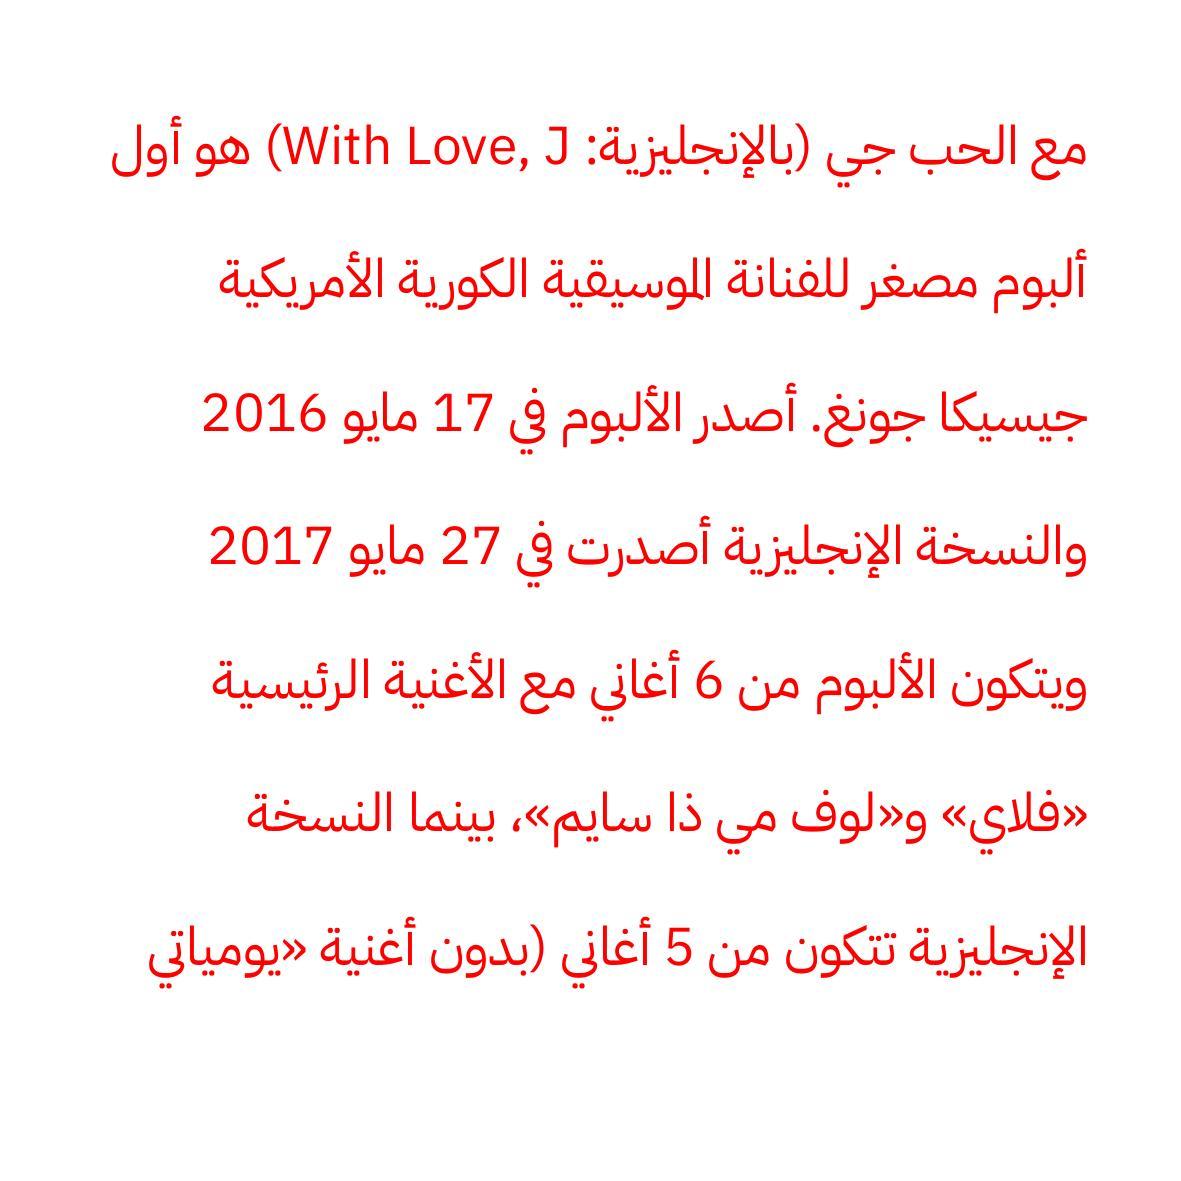 مع الحب جي (بالإنجليزية: With Love, J) هو أول
ألبوم مصغر للفنانة الموسيقية الكورية الأمريكية
جيسيكا جونغ. أصدر الألبوم في 17 مايو 2016
والنسخة الإنجليزية أصدرت في 27 مايو 2017
ويتكون الألبوم من 6 أغاني مع الأغنية الرئيسية
«فلاي» و«لوف مي ذا سايم»، بينما النسخة
الإنجليزية تتكون من 5 أغاني (بدون أغنية «يومياتي